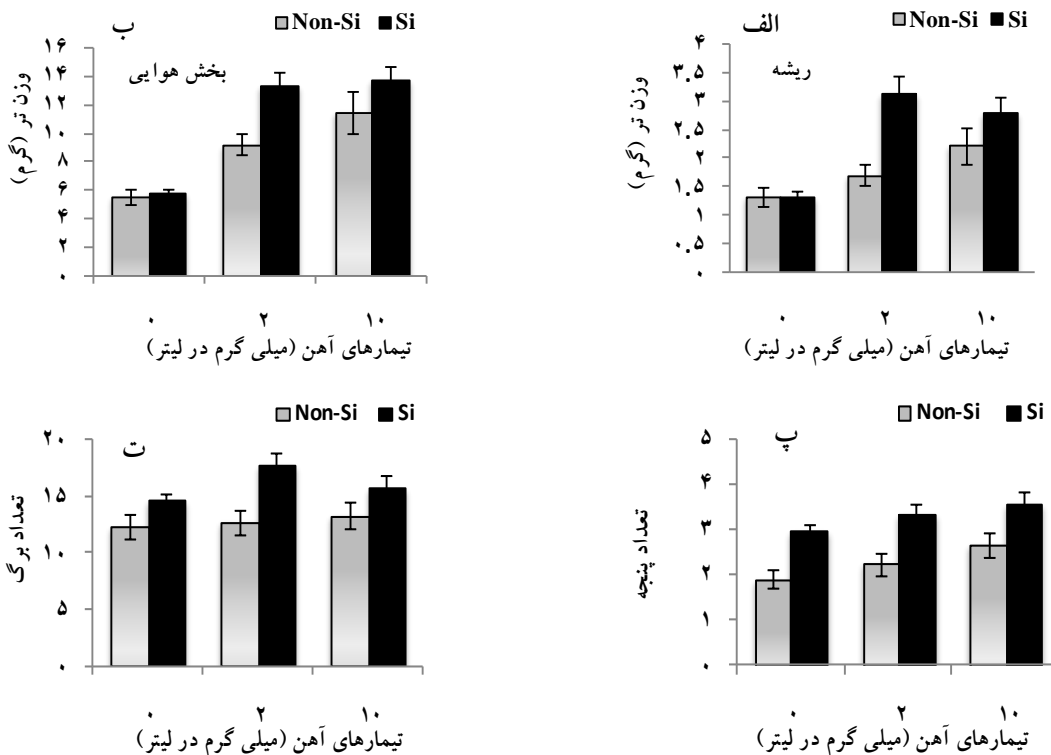 الف
Non-Si Si
ریشه
وزن تر (گرم)
۴
۳.۵
۳
۲.۵
۲
۱.۵
۱
۰.۵
۰
۰ ۲ ۱۰
تیمارهای آهن (میلی گرم در لیتر)
ب
Non-Si Si
بخش هوایی
وزن تر (گرم)
۱۶
۱۴
۱۲
۱۰
۸
۶
۴
۲
۰
۰ ۲ ۱۰
تیمارهای آهن (میلی گرم در لیتر)
پ
Non-Si Si
تعداد پنجه
۵
۴
۳
۲
۱
۰
۰ ۲ ۱۰
تیمارهای آهن (میلی گرم در لیتر)
ت
Non-Si Si
تعداد برگ
۲۰
۱۵
۱۰
۵
۰
۰ ۲ ۱۰
تیمارهای آهن (میلی گرم در لیتر)